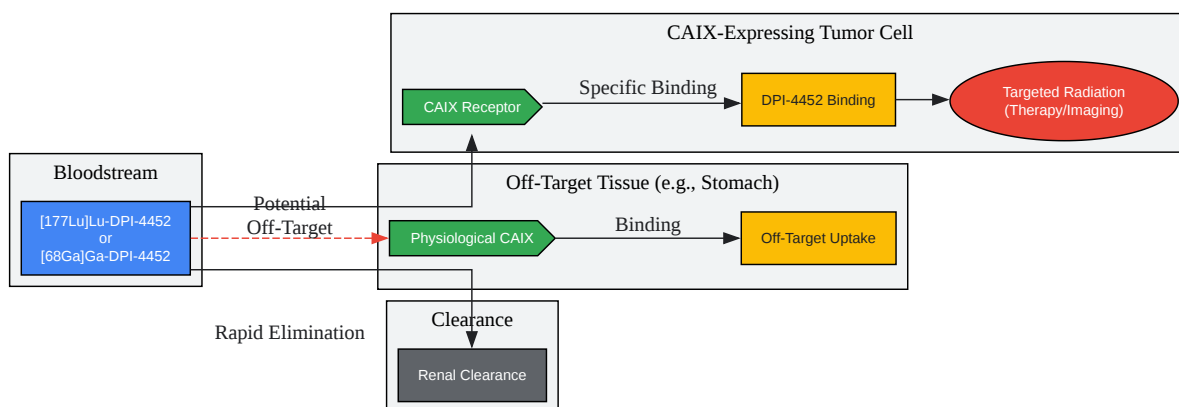 CAIX-Expressing Tumor Cell
CAIX Receptor
Specific Binding
DPI-4452 Binding
Targeted Radiation
(Therapy/Imaging)
Bloodstream
[177Lu]Lu-DPI-4452
or
[68Ga]Ga-DPI-4452
Potential
Off-Target
Off-Target Tissue (e.g., Stomach)
Physiological CAIX
Binding
Off-Target Uptake
Rapid Elimination
Clearance
Renal Clearance